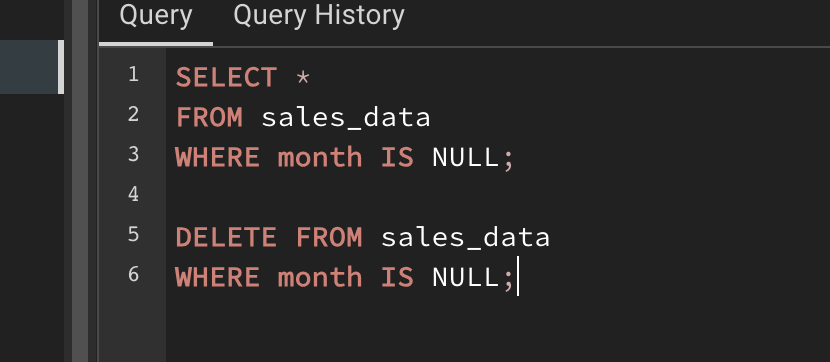 Query Query History
1 SELECT *
2 FROM sales_data
3 WHERE month IS NULL;
4
5 DELETE FROM sales_data
6 WHERE month IS NULL;